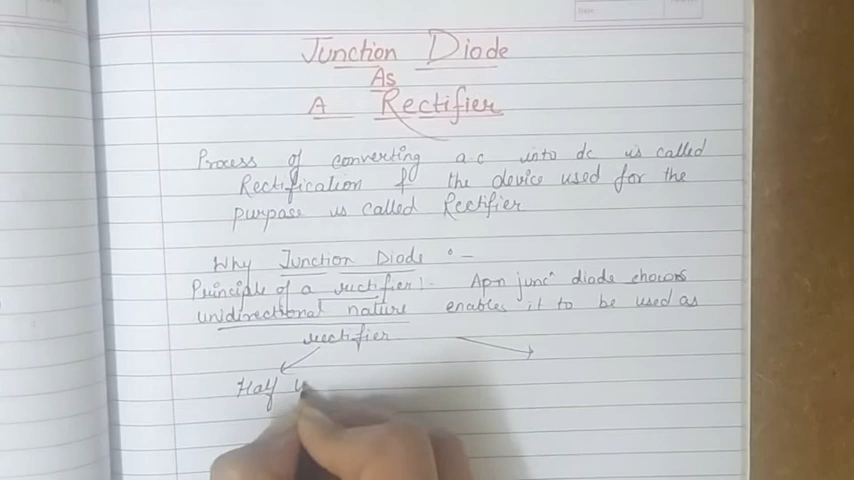 Date
Junction Diode
As
A Rectifier
Process of converting a.c into dc is called
Rectification & the device used for the
purpose is called Rectifier
Why Junction Diode :-
Principle of a rectifier :- A p-n juncⁿ diode shows
unidirectional nature enables it to be used as
rectifier
Half